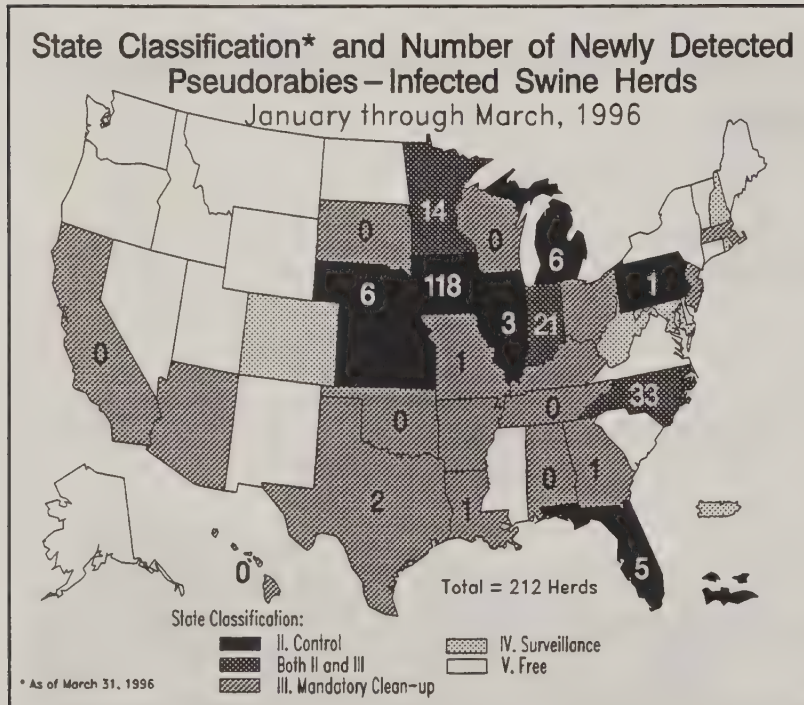 State Classification* and Number of Newly Detected
Pseudorabies–Infected Swine Herds
January through March, 1996
14
0
0
6
6
118
1
3
21
0
1
33
0
0
0
1
2
1
0
5
Total = 212 Herds
State Classification:
II. Control
Both II and III
III. Mandatory Clean-up
IV. Surveillance
V. Free
* As of March 31, 1996